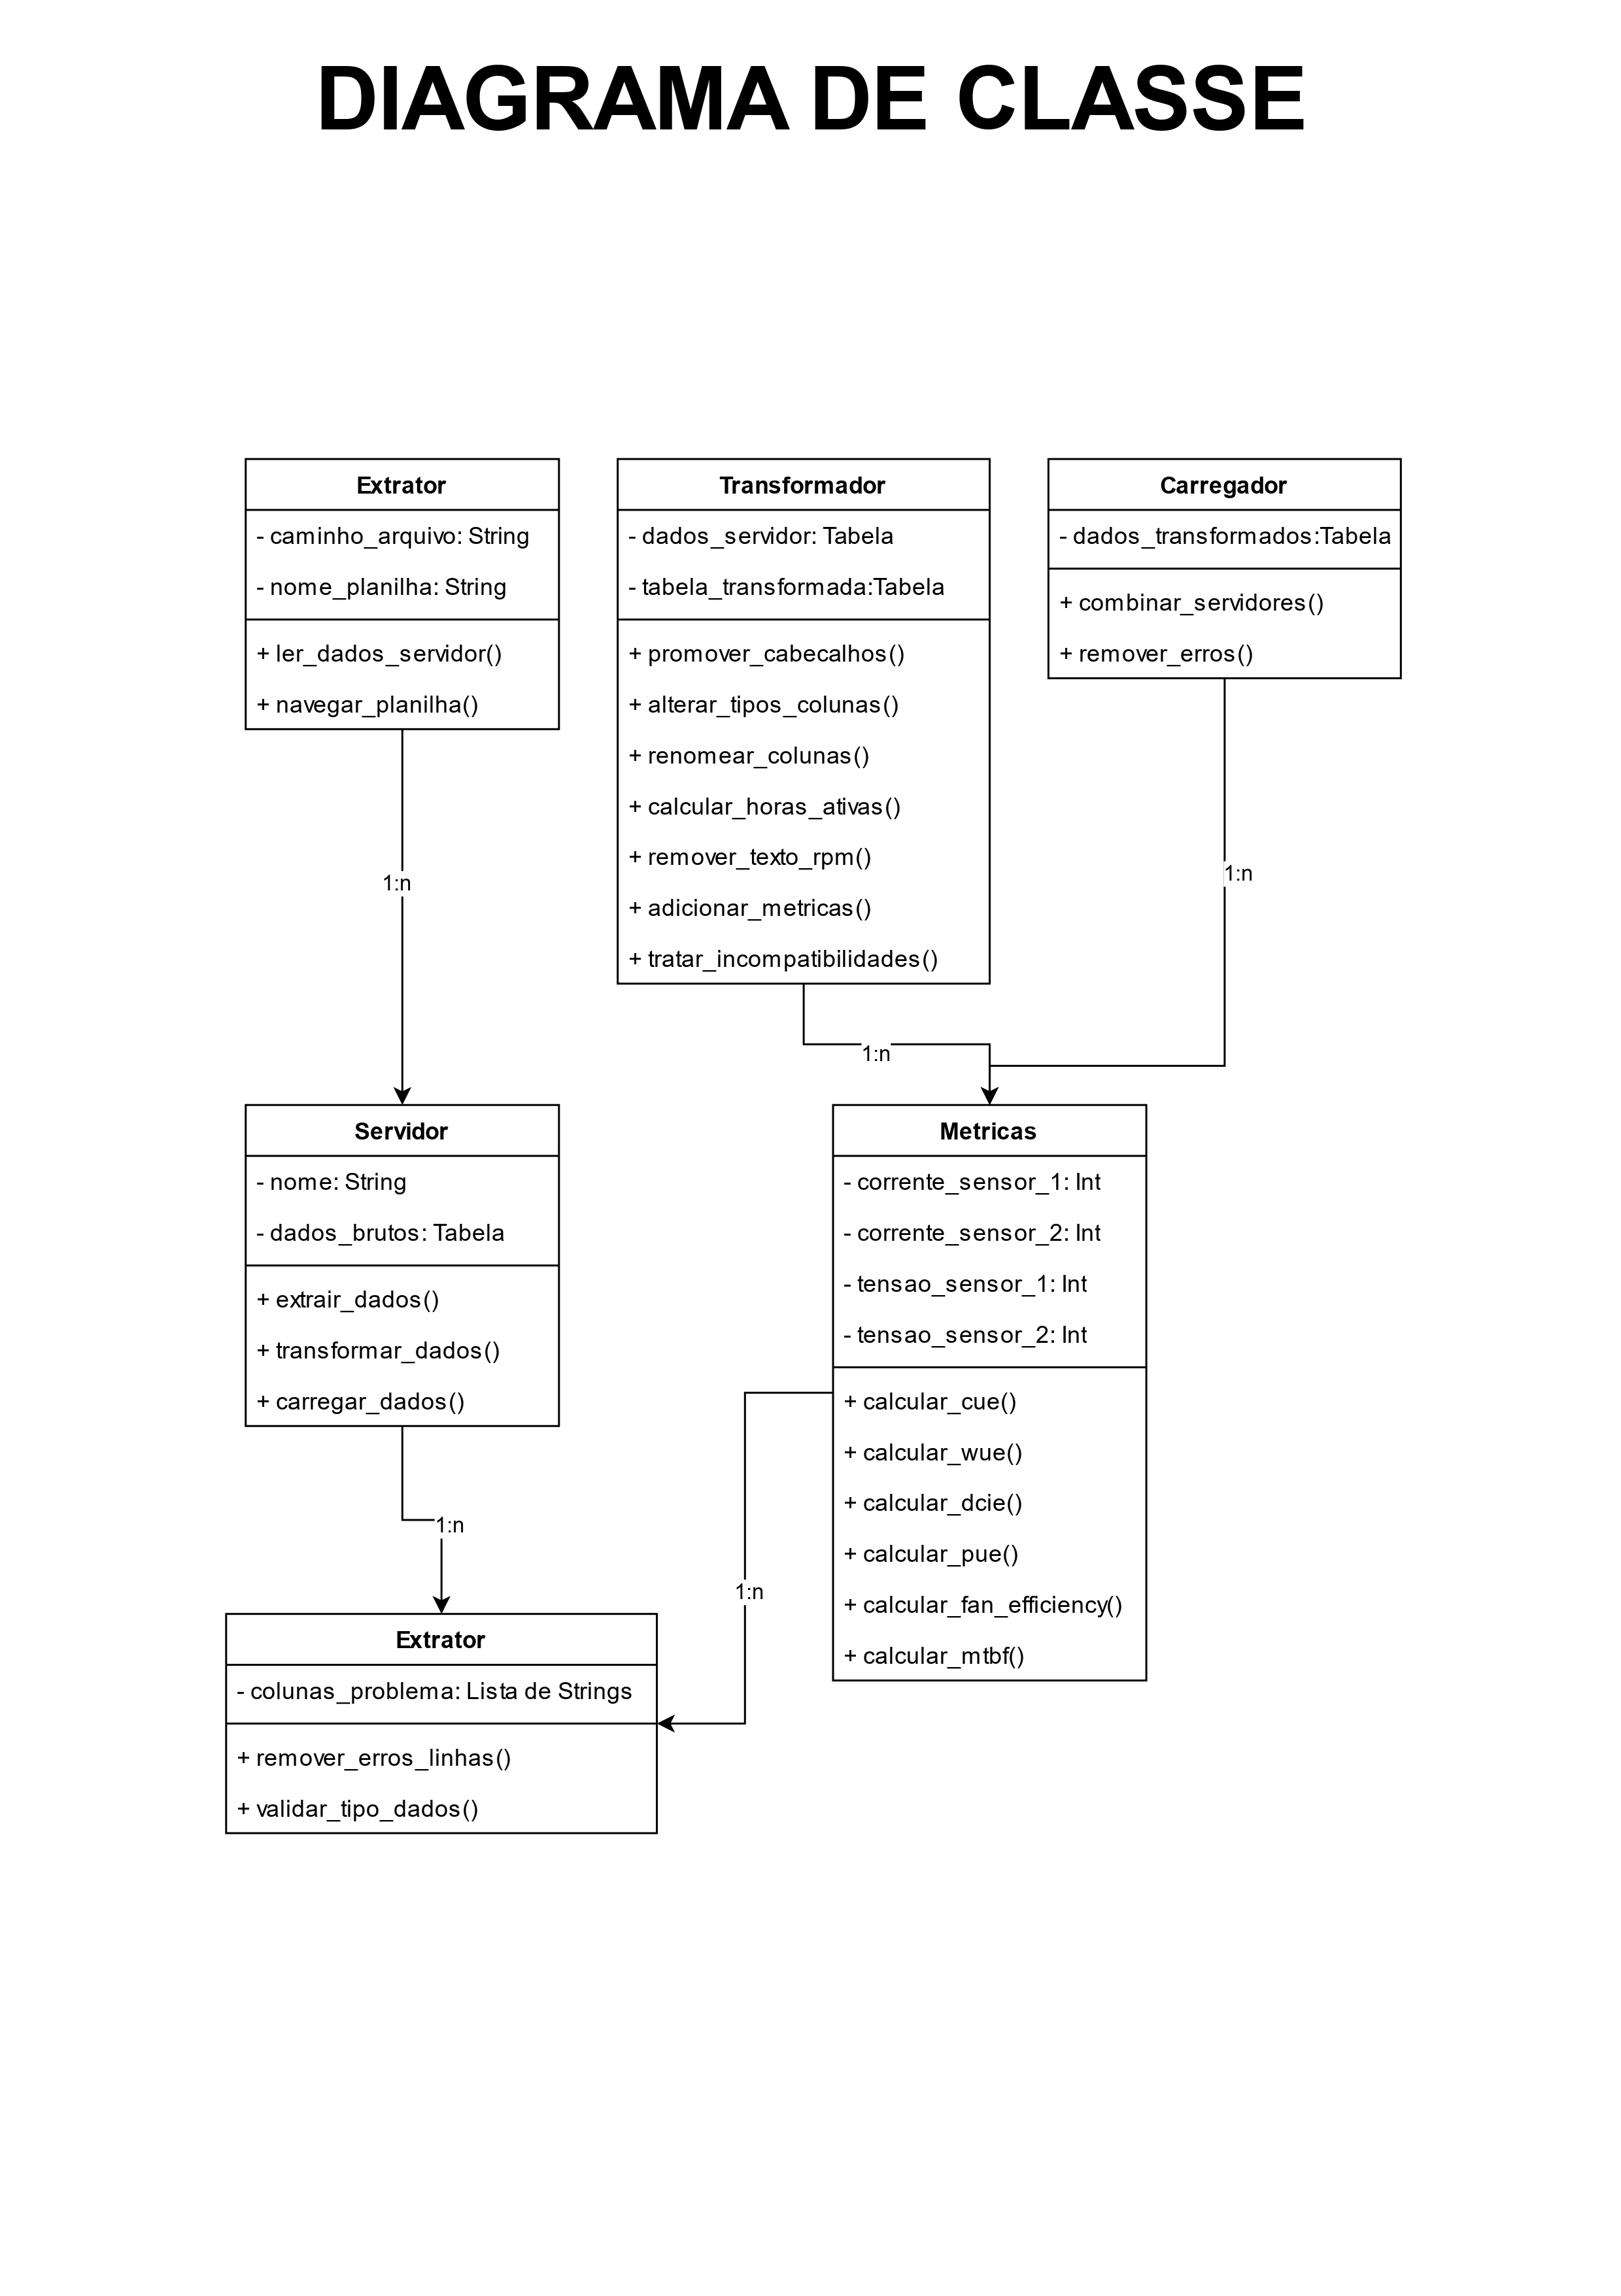 DIAGRAMA DE CLASSE
Extrator
- caminho_arquivo: String
- nome_planilha: String
+ ler_dados_servidor()
+ navegar_planilha()
Transformador
- dados_servidor: Tabela
- tabela_transformada:Tabela
+ promover_cabecalhos()
+ alterar_tipos_colunas()
+ renomear_colunas()
+ calcular_horas_ativas()
+ remover_texto_rpm()
+ adicionar_metricas()
+ tratar_incompatibilidades()
Carregador
- dados_transformados:Tabela
+ combinar_servidores()
+ remover_erros()
1:n
1:n
1:n
Servidor
- nome: String
- dados_brutos: Tabela
+ extrair_dados()
+ transformar_dados()
+ carregar_dados()
Metricas
- corrente_sensor_1: Int
- corrente_sensor_2: Int
- tensao_sensor_1: Int
- tensao_sensor_2: Int
+ calcular_cue()
+ calcular_wue()
+ calcular_dcie()
+ calcular_pue()
+ calcular_fan_efficiency()
+ calcular_mtbf()
1:n
1:n
Extrator
- colunas_problema: Lista de Strings
+ remover_erros_linhas()
+ validar_tipo_dados()